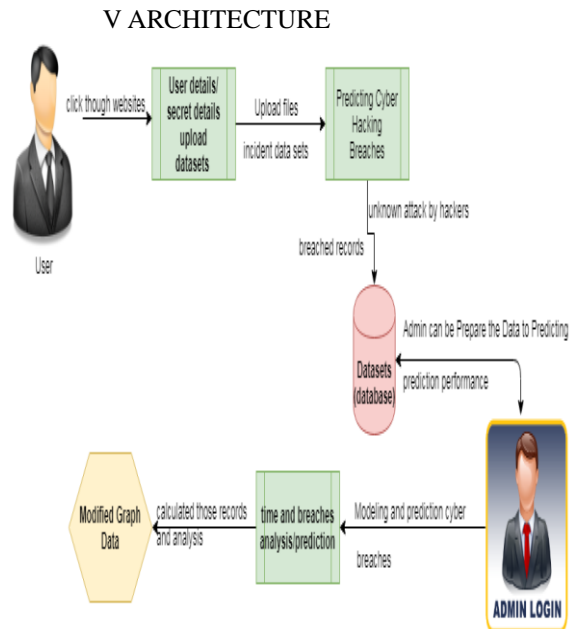 V ARCHITECTURE
click though websites
User details/
secret details
upload
datasets
Upload files
incident data sets
Predicting Cyber
Hacking
Breaches
User
unknown attack by hackers
breached records
Datasets
(database)
Admin can be Prepare the Data to Predicting
prediction performance
ADMIN LOGIN
Modeling and prediction cyber
breaches
time and breaches
analysis/prediction
calculated those records
and analysis
Modified Graph
Data